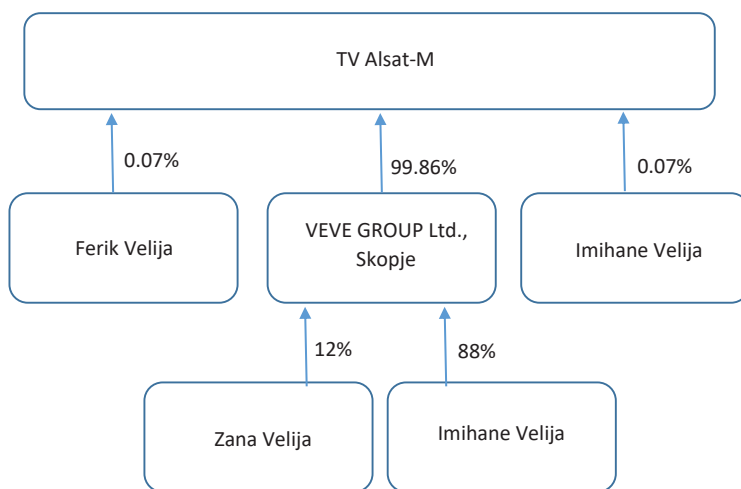 TV Alsat-M
0.07%
99.86%
0.07%
Ferik Velija
VEVE GROUP Ltd.,
Skopje
Imihane Velija
12%
88%
Zana Velija
Imihane Velija